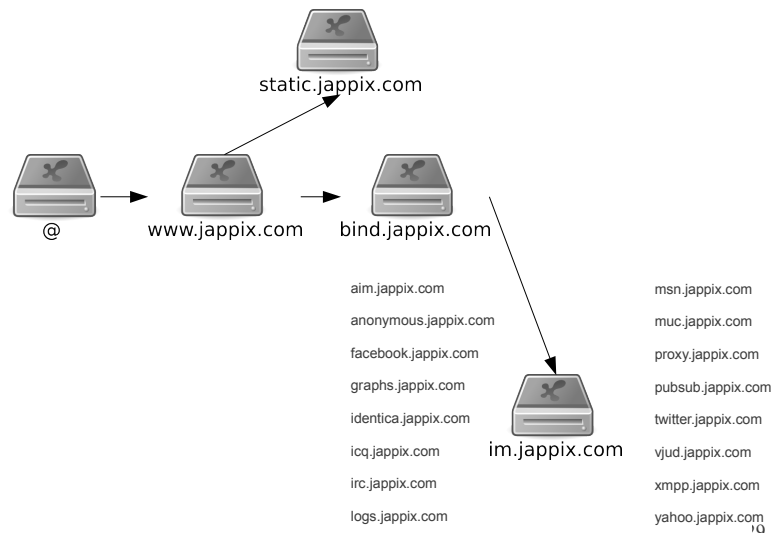 static.jappix.com
@
www.jappix.com
bind.jappix.com
aim.jappix.com
anonymous.jappix.com
facebook.jappix.com
graphs.jappix.com
identica.jappix.com
icq.jappix.com
irc.jappix.com
logs.jappix.com
im.jappix.com
msn.jappix.com
muc.jappix.com
proxy.jappix.com
pubsub.jappix.com
twitter.jappix.com
vjud.jappix.com
xmpp.jappix.com
yahoo.jappix.com